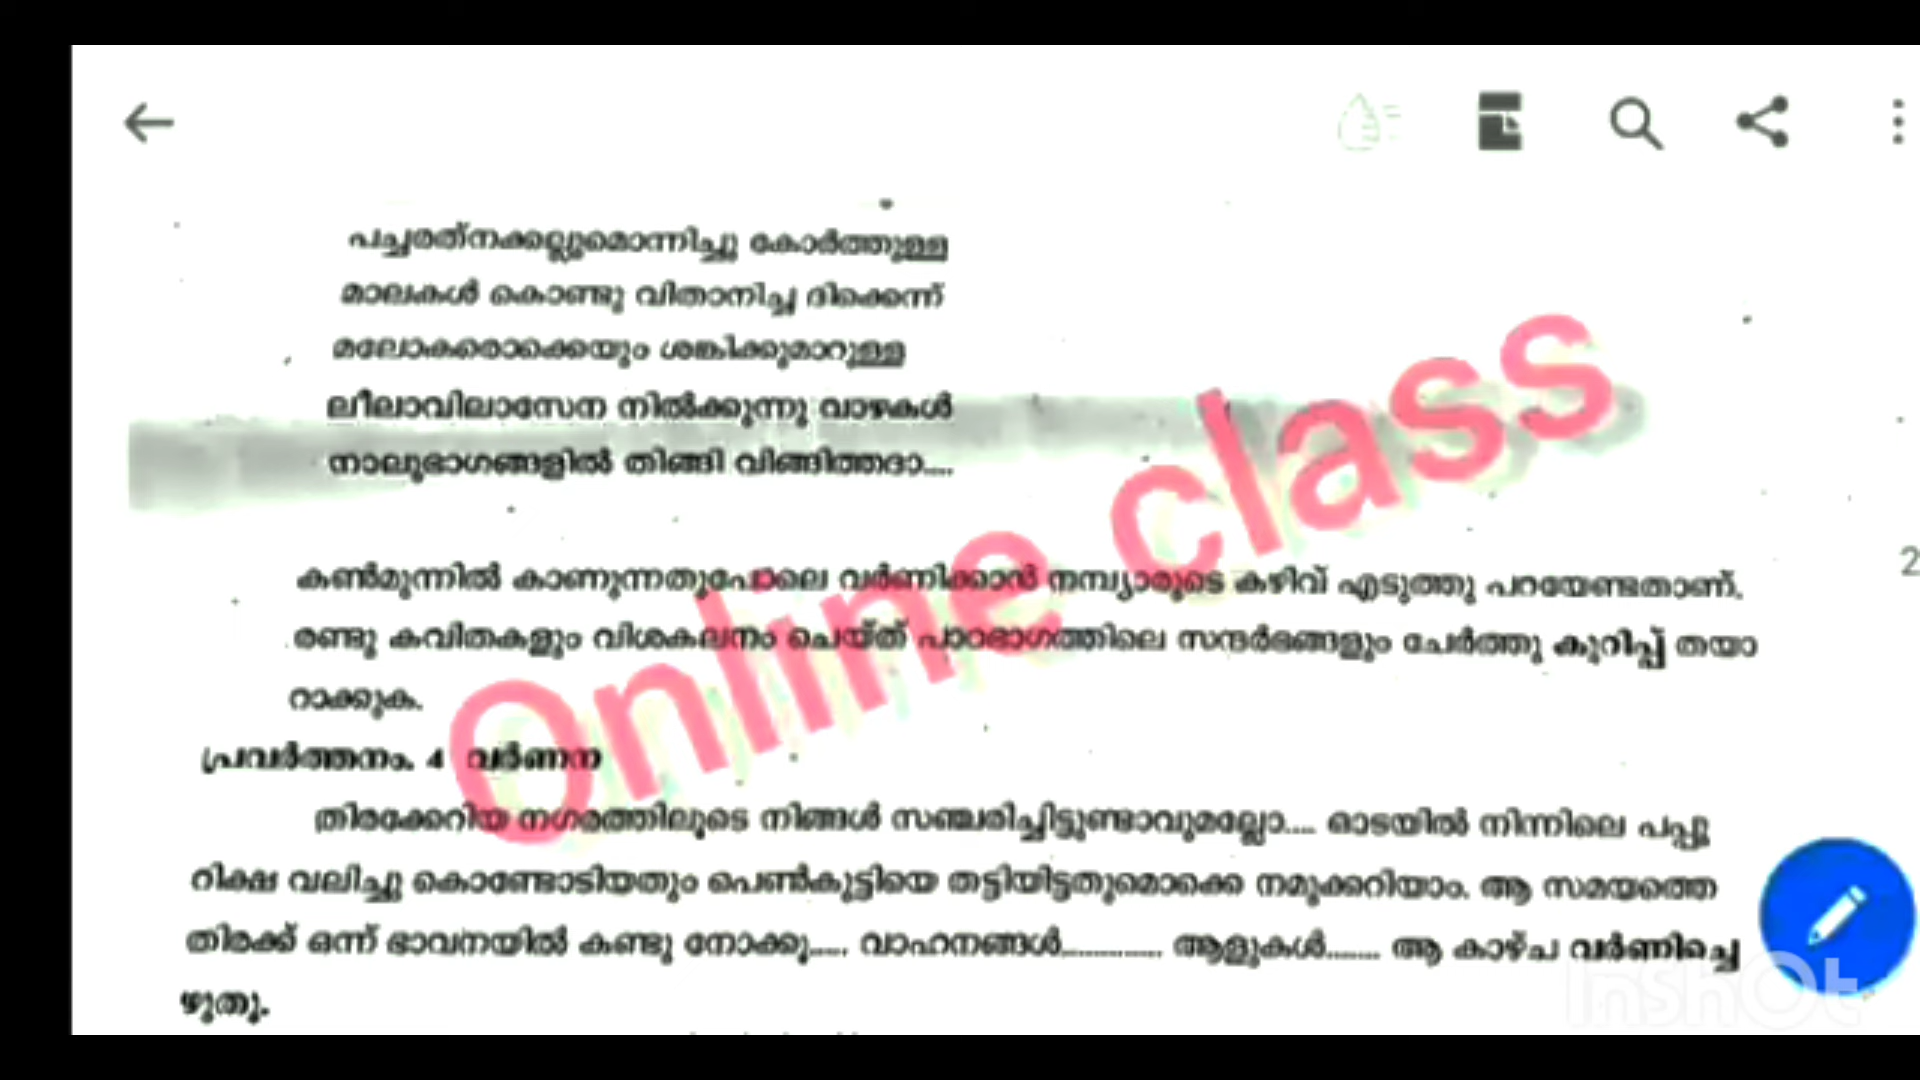 പച്ചരത്നക്കല്ലുമൊന്നിച്ചു കോർത്തുള്ള
മാലകൾ കൊണ്ടു വിതാനിച്ച ദിക്കെന്ന്
മലോകരൊക്കെയും ശങ്കിക്കുമാറുള്ള
ലീലാവിലാസേന നിൽക്കുന്നു വാഴകൾ
നാലുഭാഗങ്ങളിൽ തിങ്ങി വിങ്ങിത്തദാ....
കൺമുന്നിൽ കാണുന്നതുപോലെ വർണിക്കാൻ നമ്പ്യാരുടെ കഴിവ് എടുത്തു പറയേണ്ടതാണ്.
രണ്ടു കവിതകളും വിശകലനം ചെയ്ത് പാഠഭാഗത്തിലെ സന്ദർഭങ്ങളും ചേർത്തു കുറിപ്പ് തയാ
റാക്കുക.
പ്രവർത്തനം. 4 വർണന
തിരക്കേറിയ നഗരത്തിലൂടെ നിങ്ങൾ സഞ്ചരിച്ചിട്ടുണ്ടാവുമല്ലോ.... ഓടയിൽ നിന്നിലെ പപ്പു
റിക്ഷ വലിച്ചു കൊണ്ടോടിയതും പെൺകുട്ടിയെ തട്ടിയിട്ടതുമൊക്കെ നമുക്കറിയാം. ആ സമയത്തെ
തിരക്ക് ഒന്ന് ഭാവനയിൽ കണ്ടു നോക്കൂ..... വാഹനങ്ങൾ............. ആളുകൾ....... ആ കാഴ്ച വർണിച്ചെ
ഴുതൂ.
Online class
2
InShOt